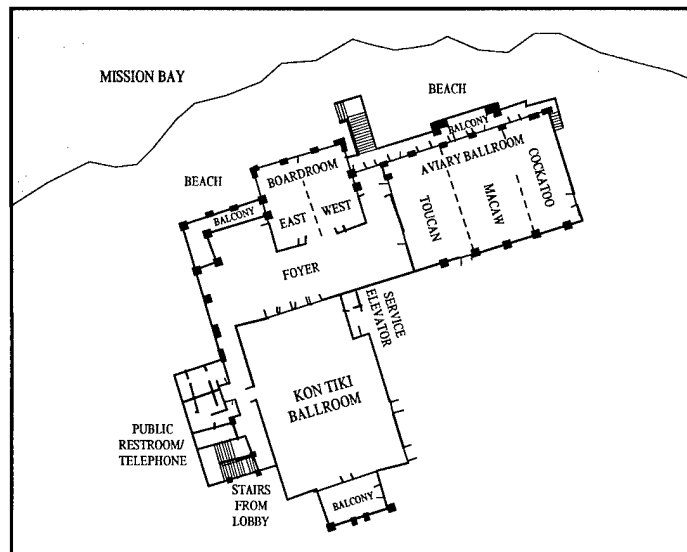 MISSION BAY
BEACH
BALCONY
AVIARY BALLROOM
COCKATOO
BOARDROOM
BEACH
MACAW
TOUCAN
WEST
EAST
BALCONY
FOYER
SERVICE
ELEVATOR
KON TIKI
BALLROOM
PUBLIC
RESTROOM/
TELEPHONE
STAIRS
FROM
LOBBY
BALCONY